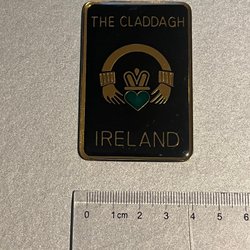 THE CLADDAGH
IRELAND
0 1cm 2 3 4 5 6